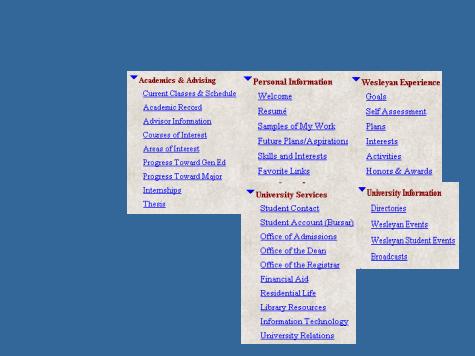 Academics & Advising
Current Classes & Schedule
Academic Record
Advisor Information
Courses of Interest
Areas of Interest
Progress Toward Gen Ed
Progress Toward Major
Internships
Thesis
Personal Information
Welcome
Resumé
Samples of My Work
Future Plans/Aspirations
Skills and Interests
Favorite Links
Wesleyan Experience
Goals
Self Assessment
Plans
Interests
Activities
Honors & Awards
University Services
Student Contact
Student Account (Bursar)
Office of Admissions
Office of the Dean
Office of the Registrar
Financial Aid
Residential Life
Library Resources
Information Technology
University Relations
University Information
Directories
Wesleyan Events
Wesleyan Student Events
Broadcasts